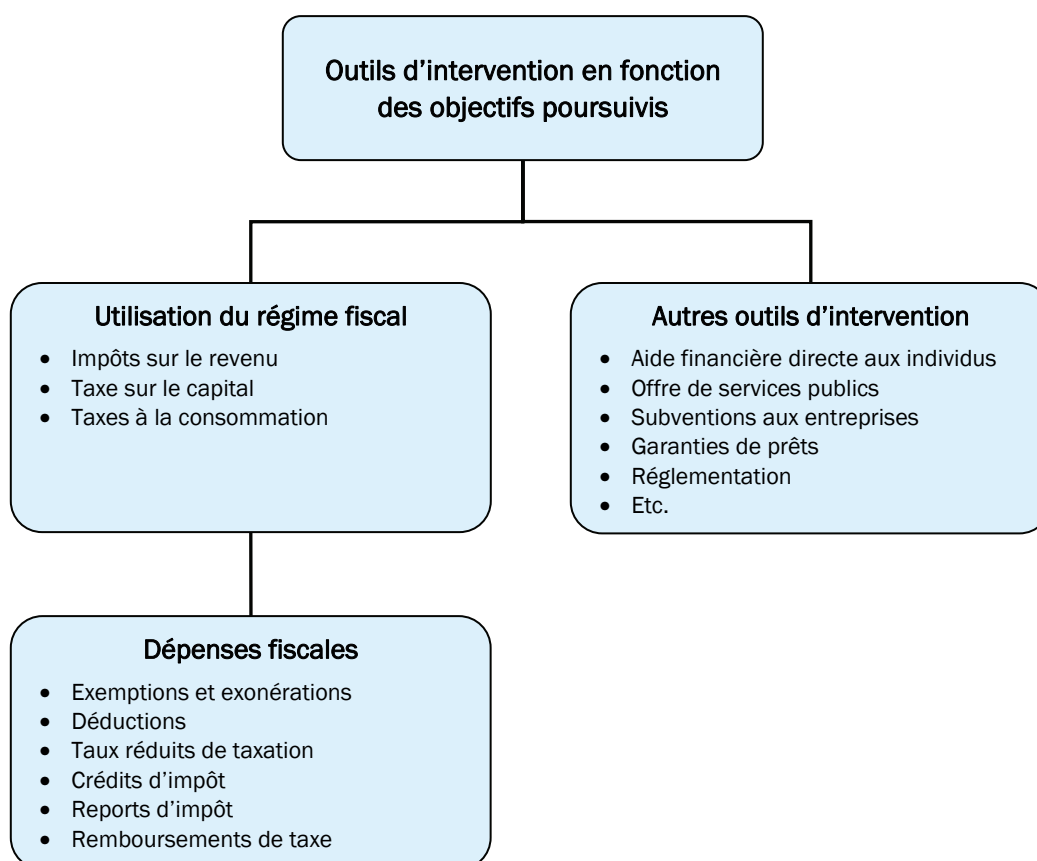 Outils d’intervention en fonction
des objectifs poursuivis
Utilisation du régime fiscal
• Impôts sur le revenu
• Taxe sur le capital
• Taxes à la consommation
Autres outils d’intervention
• Aide financière directe aux individus
• Offre de services publics
• Subventions aux entreprises
• Garanties de prêts
• Réglementation
• Etc.
Dépenses fiscales
• Exemptions et exonérations
• Déductions
• Taux réduits de taxation
• Crédits d’impôt
• Reports d’impôt
• Remboursements de taxe